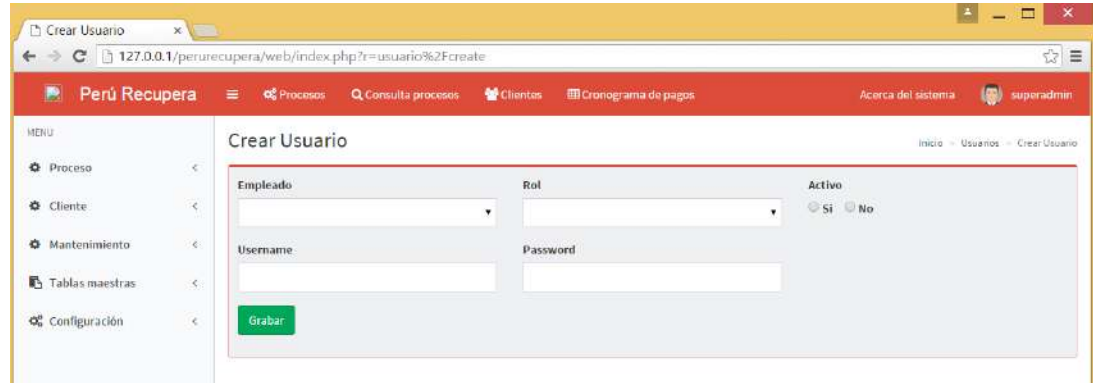 Crear Usuario
127.0.0.1/perurecupera/web/index.php?r=usuario%2Fcreate
Perú Recupera Procesos Consulta procesos Clientes Cronograma de pagos Acerca del sistema superadmin
MENU
Crear Usuario
Inicio > Usuarios > Crear Usuario
Proceso
Empleado Rol Activo
Cliente
Si No
Mantenimiento
Username Password
Tablas maestras
Configuración
Grabar